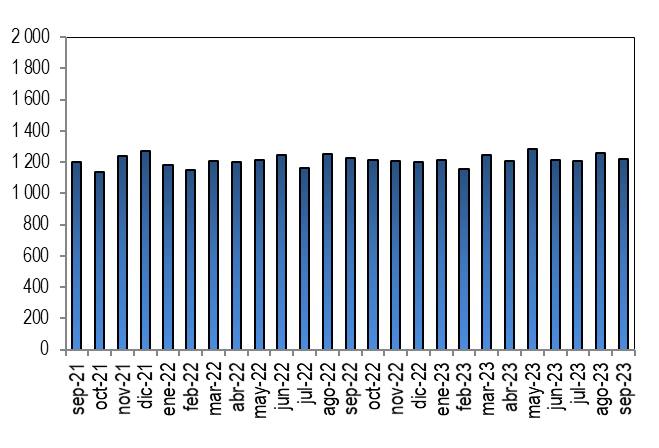 2 000
1 800
1 600
1 400
1 200
1 000
800
600
400
200
0
sep-21
oct-21
nov-21
dic-21
ene-22
feb-22
mar-22
abr-22
may-22
jun-22
jul-22
ago-22
sep-22
oct-22
nov-22
dic-22
ene-23
feb-23
mar-23
abr-23
may-23
jun-23
jul-23
ago-23
sep-23